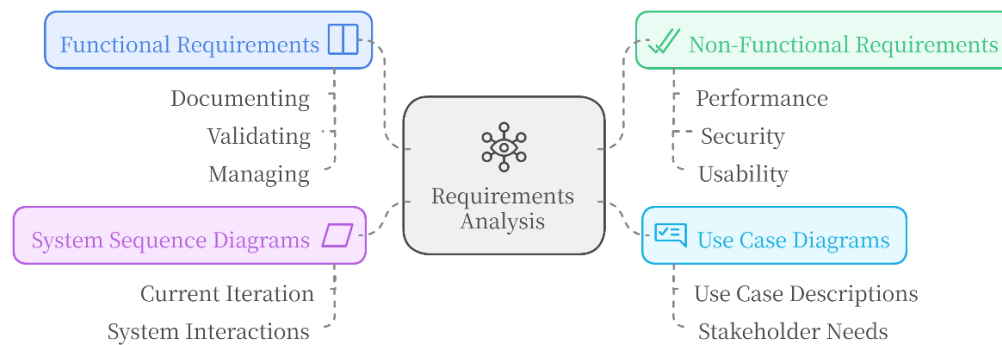 Functional Requirements
Documenting
Validating
Managing
System Sequence Diagrams
Current Iteration
System Interactions
Requirements
Analysis
Non-Functional Requirements
Performance
Security
Usability
Use Case Diagrams
Use Case Descriptions
Stakeholder Needs